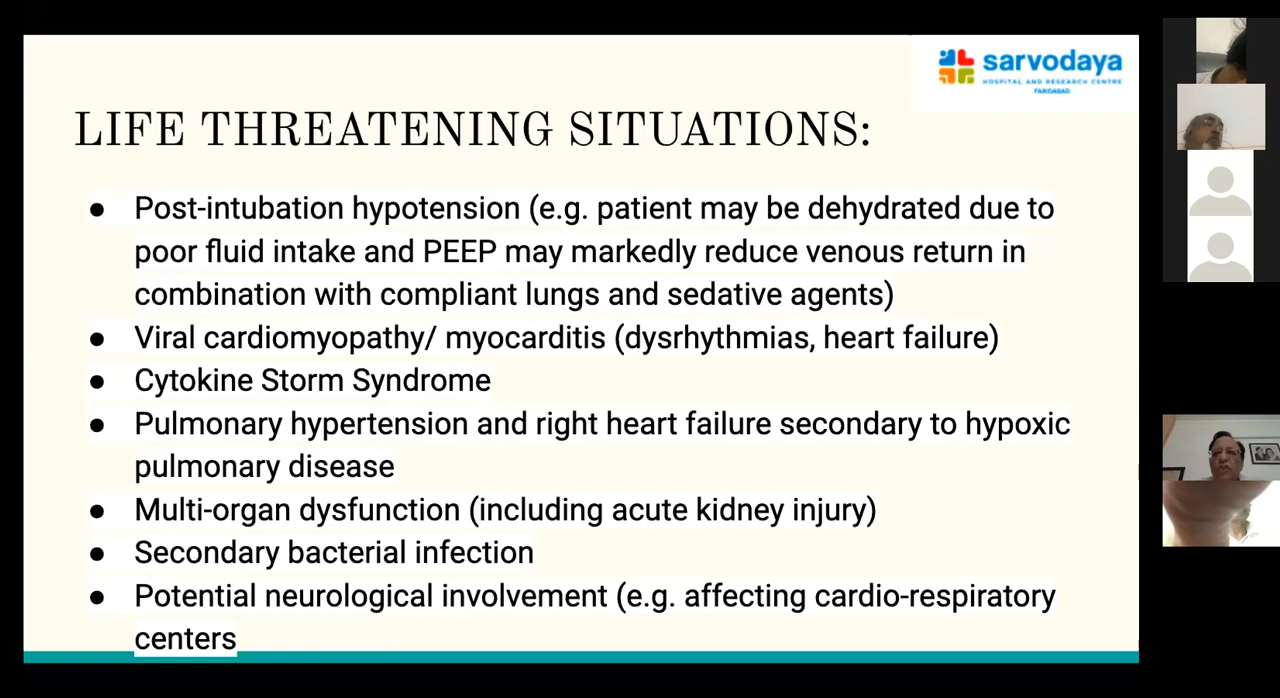 sarvodaya
HOSPITAL AND RESEARCH CENTRE
FARIDABAD
LIFE THREATENING SITUATIONS:
● Post-intubation hypotension (e.g. patient may be dehydrated due to
poor fluid intake and PEEP may markedly reduce venous return in
combination with compliant lungs and sedative agents)
● Viral cardiomyopathy/ myocarditis (dysrhythmias, heart failure)
● Cytokine Storm Syndrome
● Pulmonary hypertension and right heart failure secondary to hypoxic
pulmonary disease
● Multi-organ dysfunction (including acute kidney injury)
● Secondary bacterial infection
● Potential neurological involvement (e.g. affecting cardio-respiratory
centers